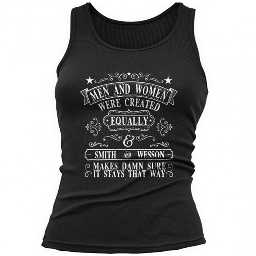 MEN AND WOMEN
WERE CREATED
EQUALLY
&
SMITH AND WESSON
MAKES DAMN SURE
IT STAYS THAT WAY